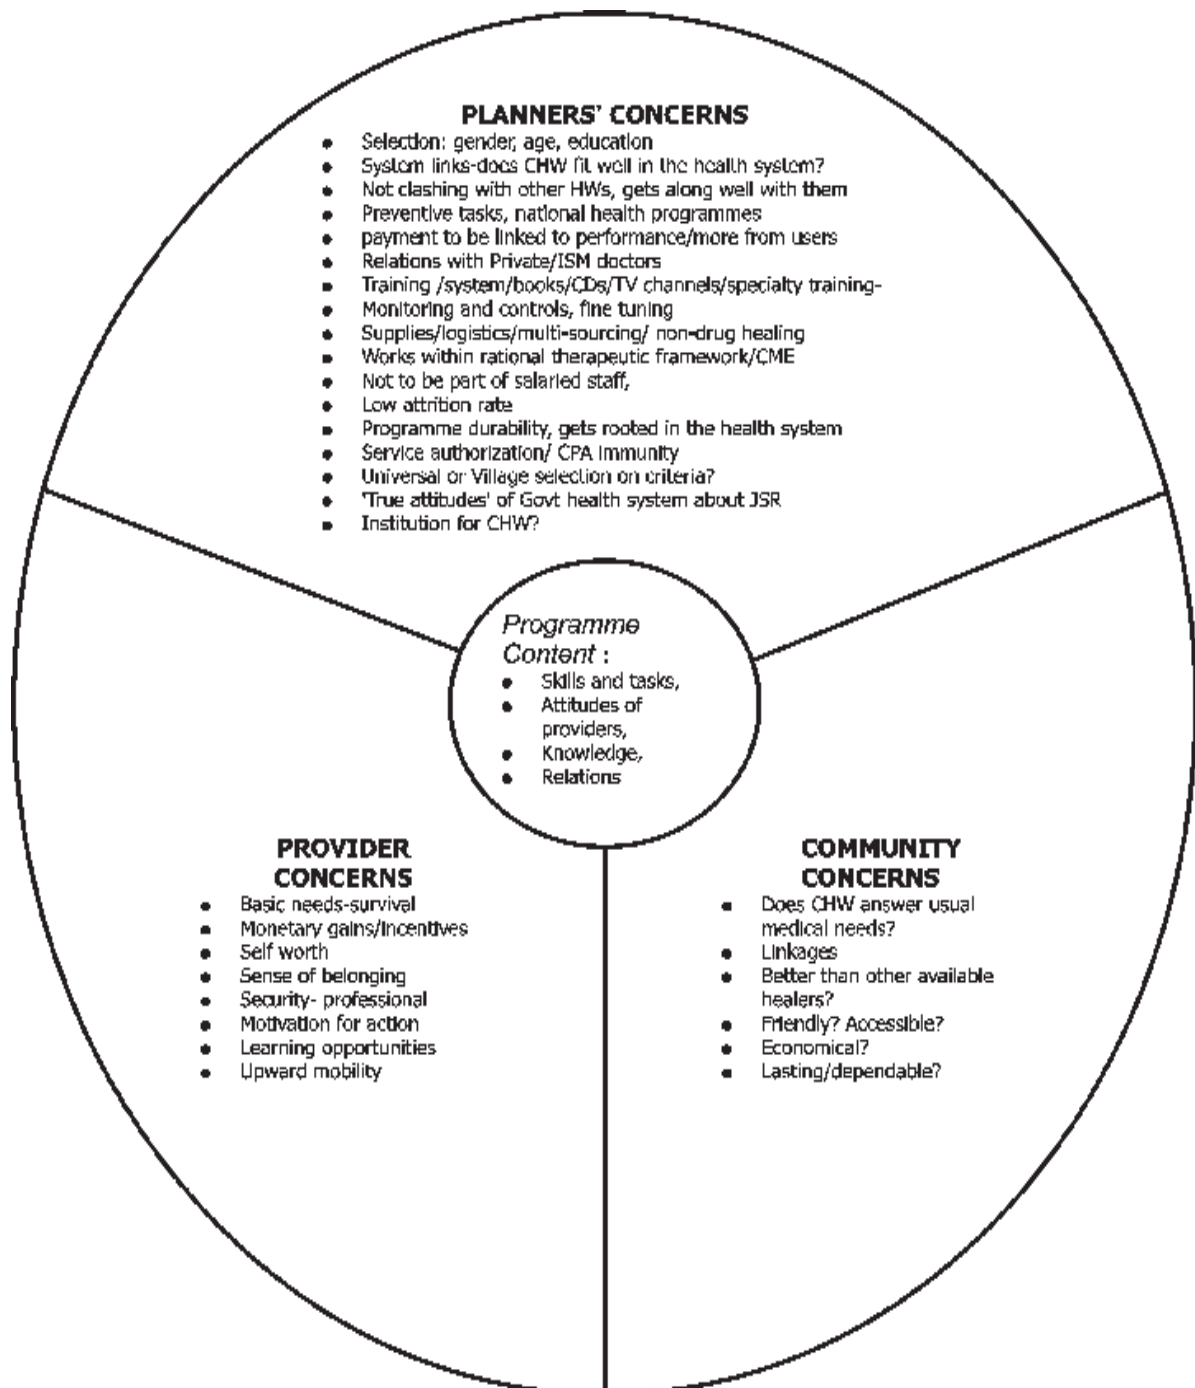 PLANNERS' CONCERNS
● Selection: gender, age, education
● System links-does CHW fit well in the health system?
● Not clashing with other HWs, gets along well with them
● Preventive tasks, national health programmes
● payment to be linked to performance/more from users
● Relations with Private/ISM doctors
● Training /system/books/CDs/TV channels/specialty training-
● Monitoring and controls, fine tuning
● Supplies/logistics/multi-sourcing/ non-drug healing
● Works within rational therapeutic framework/CME
● Not to be part of salaried staff,
● Low attrition rate
● Programme durability, gets rooted in the health system
● Service authorization/ CPA immunity
● Universal or Village selection on criteria?
● 'True attitudes' of Govt health system about JSR
● Institution for CHW?
Programme
Content :
● Skills and tasks,
● Attitudes of
providers,
● Knowledge,
● Relations
PROVIDER
CONCERNS
● Basic needs-survival
● Monetary gains/incentives
● Self worth
● Sense of belonging
● Security- professional
● Motivation for action
● Learning opportunities
● Upward mobility
COMMUNITY
CONCERNS
● Does CHW answer usual
medical needs?
● Linkages
● Better than other available
healers?
● Friendly? Accessible?
● Economical?
● Lasting/dependable?